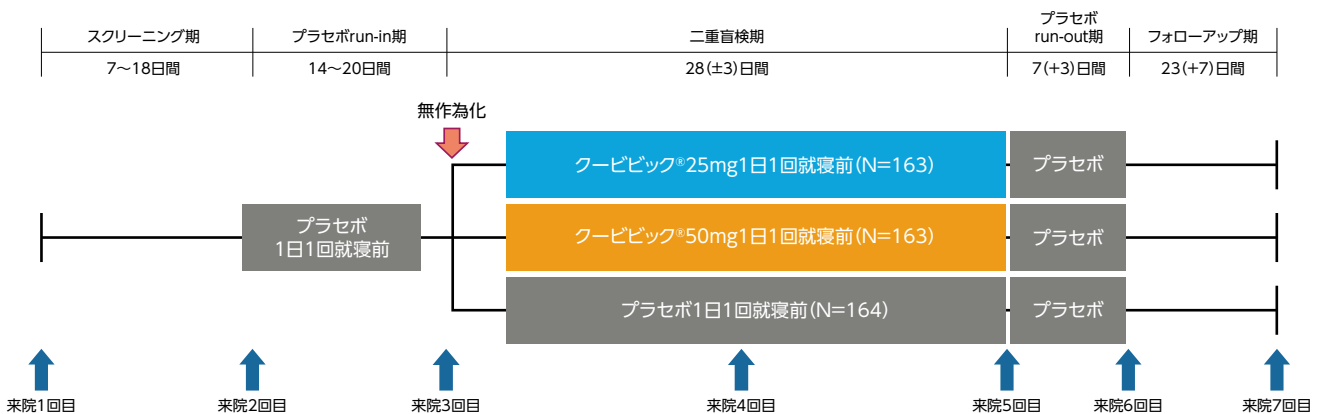 スクリーニング期
プラセボrun-in期
二重盲検期
プラセボ
run-out期
フォローアップ期
7～18日間
14～20日間
28(±3)日間
7(+3)日間
23(+7)日間
無作為化
クービビック®25mg1日1回就寝前(N=163)
プラセボ
プラセボ
1日1回就寝前
クービビック®50mg1日1回就寝前(N=163)
プラセボ
プラセボ1日1回就寝前(N=164)
プラセボ
来院1回目
来院2回目
来院3回目
来院4回目
来院5回目
来院6回目
来院7回目